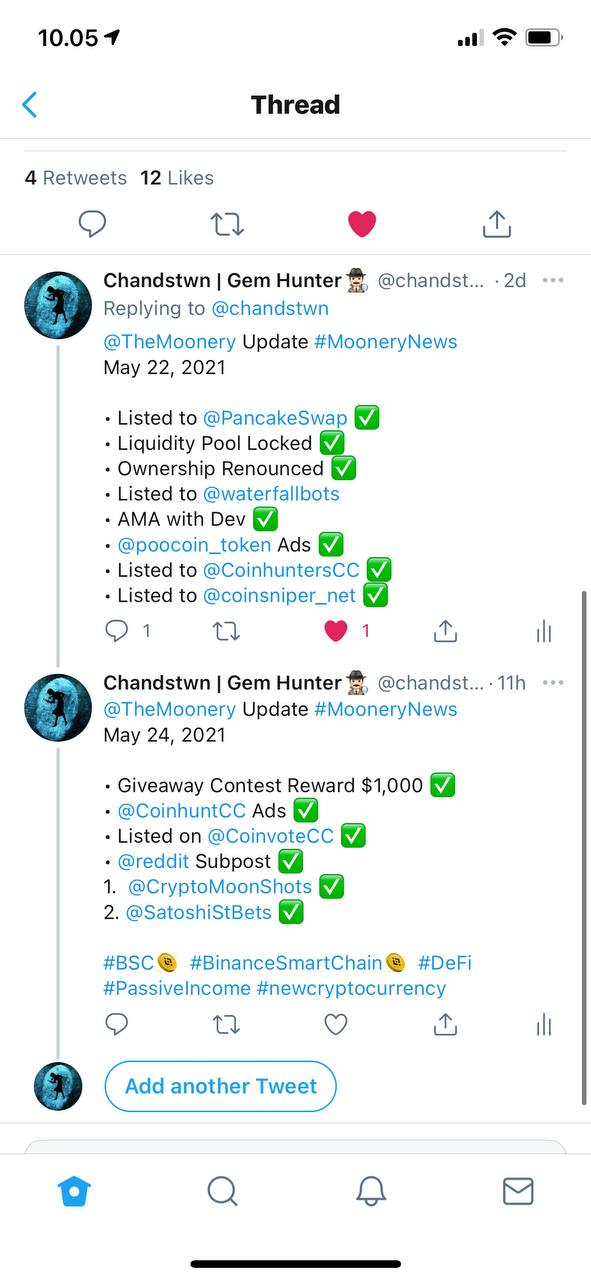 10.05
Thread
4 Retweets 12 Likes
Chandstwn | Gem Hunter🕵🏻‍♂️ @chandst... · 2d
Replying to @chandstwn
@TheMoonery Update #MooneryNews
May 22, 2021
• Listed to @PancakeSwap ✅
• Liquidity Pool Locked ✅
• Ownership Renounced ✅
• Listed to @waterfallbots
• AMA with Dev ✅
• @poocoin_token Ads ✅
• Listed to @CoinhuntersCC ✅
• Listed to @coinsniper_net ✅
1 1
Chandstwn | Gem Hunter🕵🏻‍♂️ @chandst... · 11h
@TheMoonery Update #MooneryNews
May 24, 2021
• Giveaway Contest Reward $1,000 ✅
• @CoinhuntCC Ads ✅
• Listed on @CoinvoteCC ✅
• @reddit Subpost ✅
1. @CryptoMoonShots ✅
2. @SatoshiStBets ✅
#BSC #BinanceSmartChain #DeFi
#PassiveIncome #newcryptocurrency
Add another Tweet